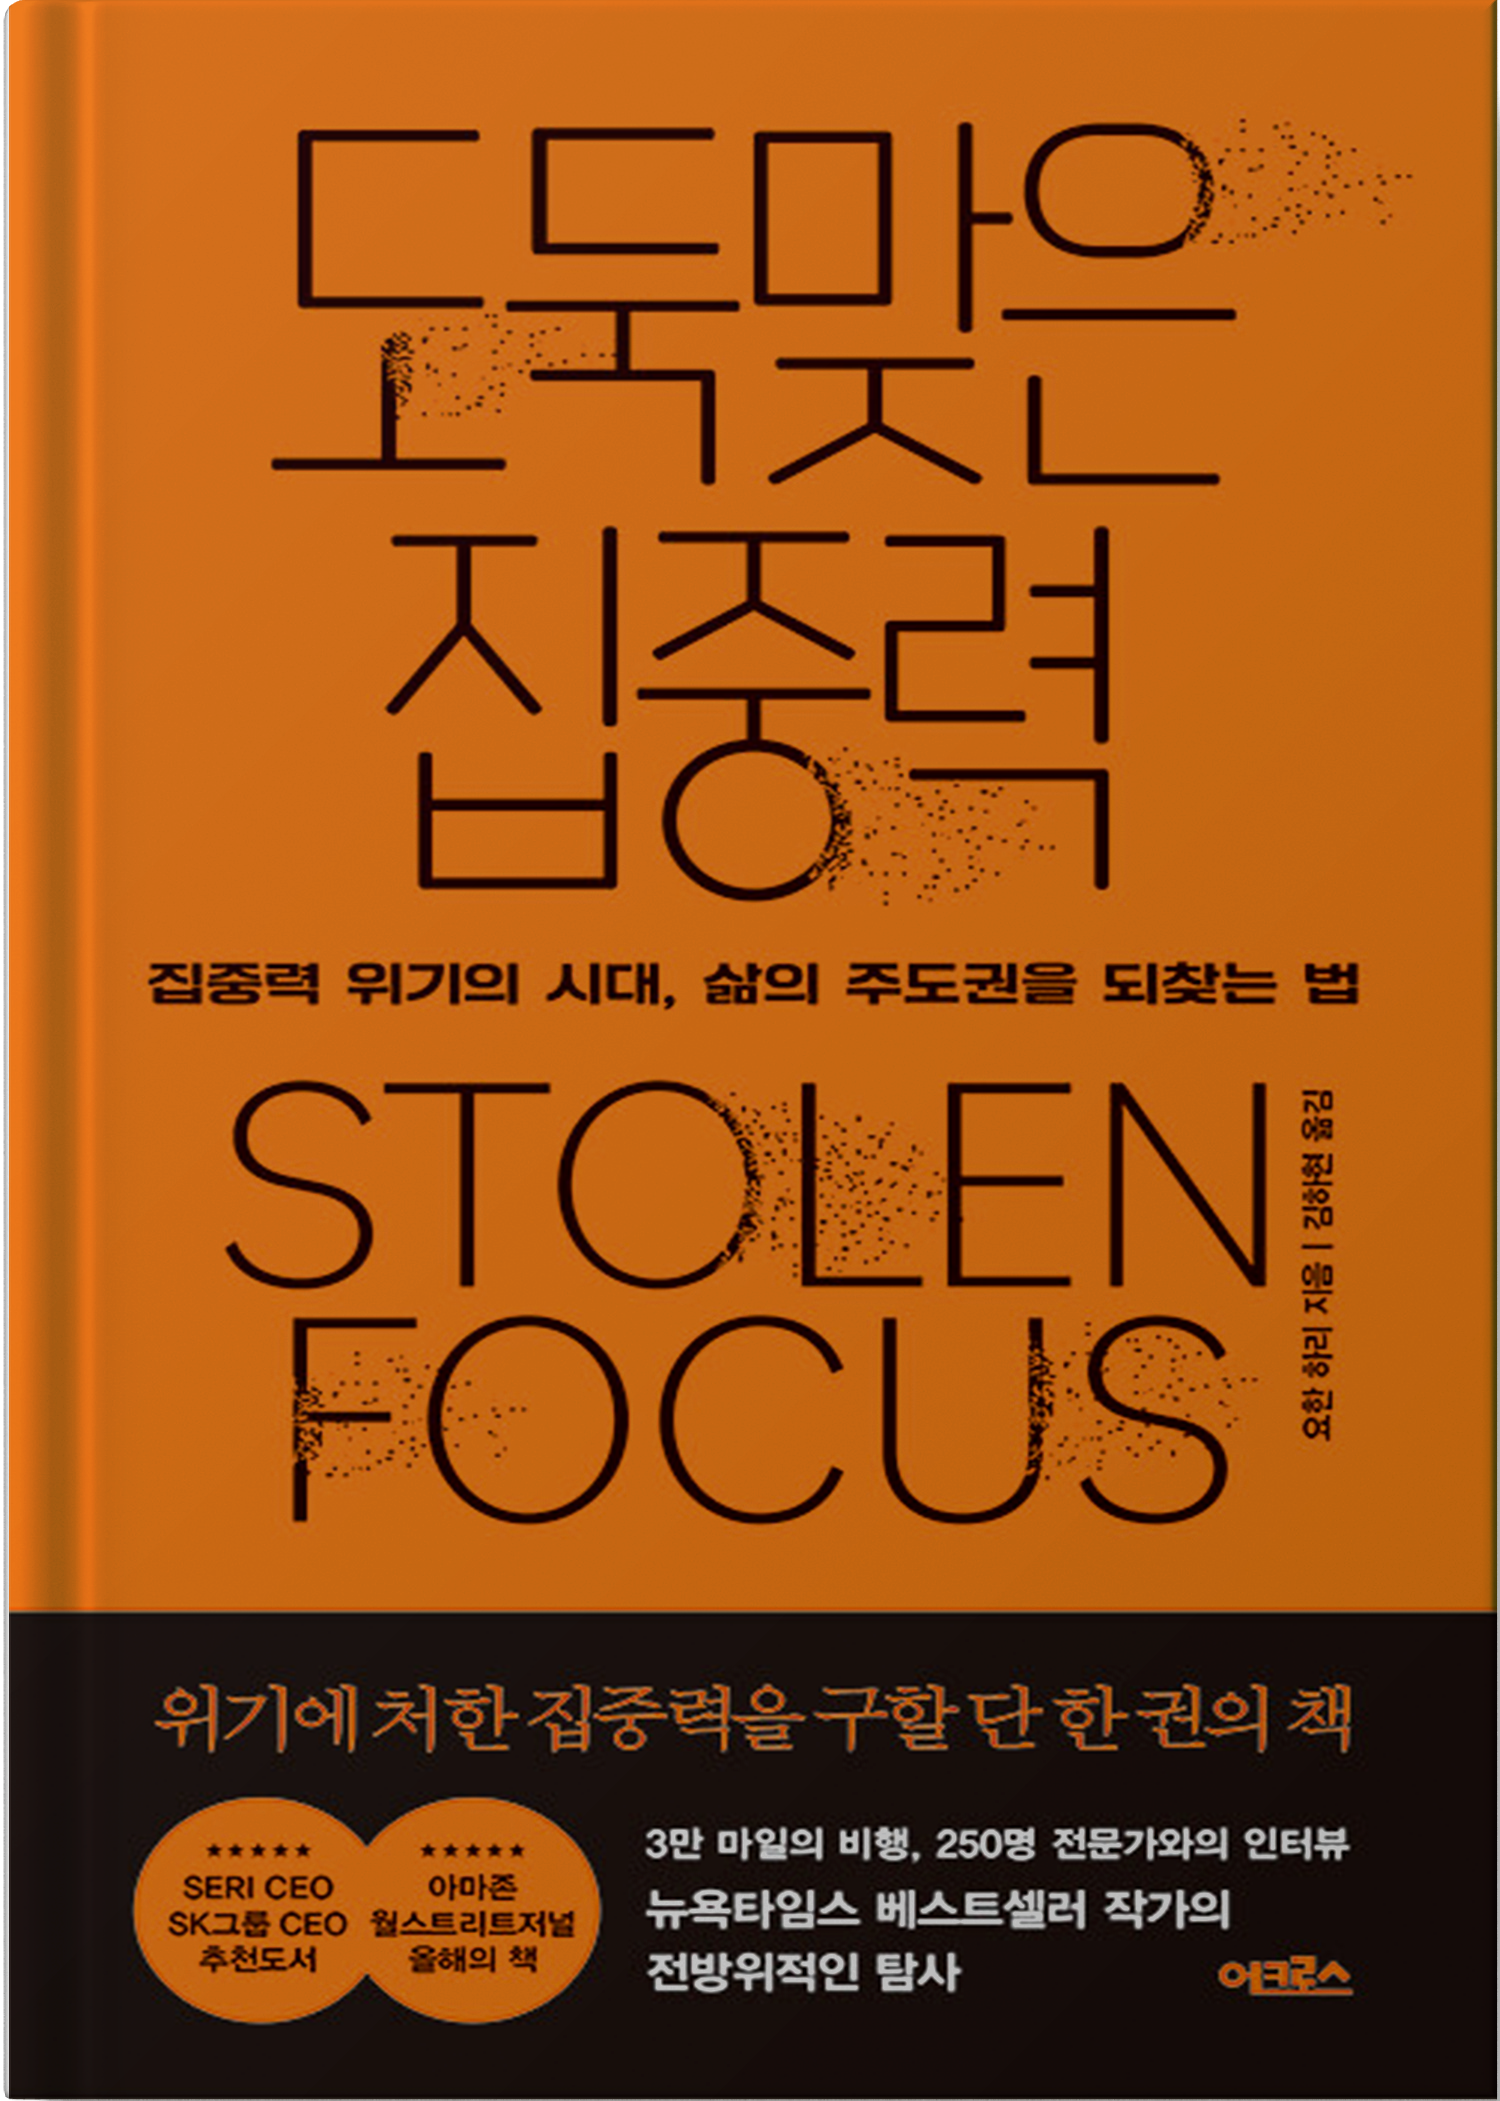 도둑맞은
집중력
집중력 위기의 시대, 삶의 주도권을 되찾는 법
STOLEN
FOCUS
요한 하리 지음 | 김하현 옮김
위기에 처한 집중력을 구할 단 한 권의 책
★★★★★
SERI CEO
SK그룹 CEO
추천도서
★★★★★
아마존
월스트리트저널
올해의 책
3만 마일의 비행, 250명 전문가와의 인터뷰
뉴욕타임스 베스트셀러 작가의
전방위적인 탐사
어크로스